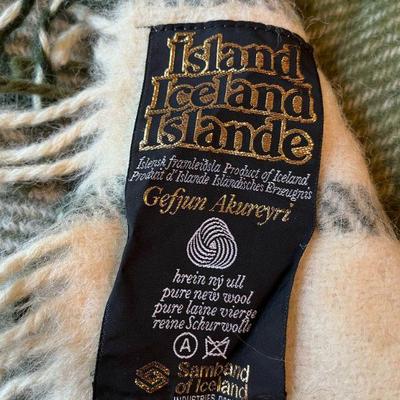 Ísland
Iceland
Islande
Íslensk framleiðsla Product of Iceland
Produit d'Islande Isländisches Erzeugnis
Gefjun Akureyri
hrein ný ull
pure new wool
pure laine vierge
reine Schurwolle
A
Samband
of Iceland
INDUSTRIES